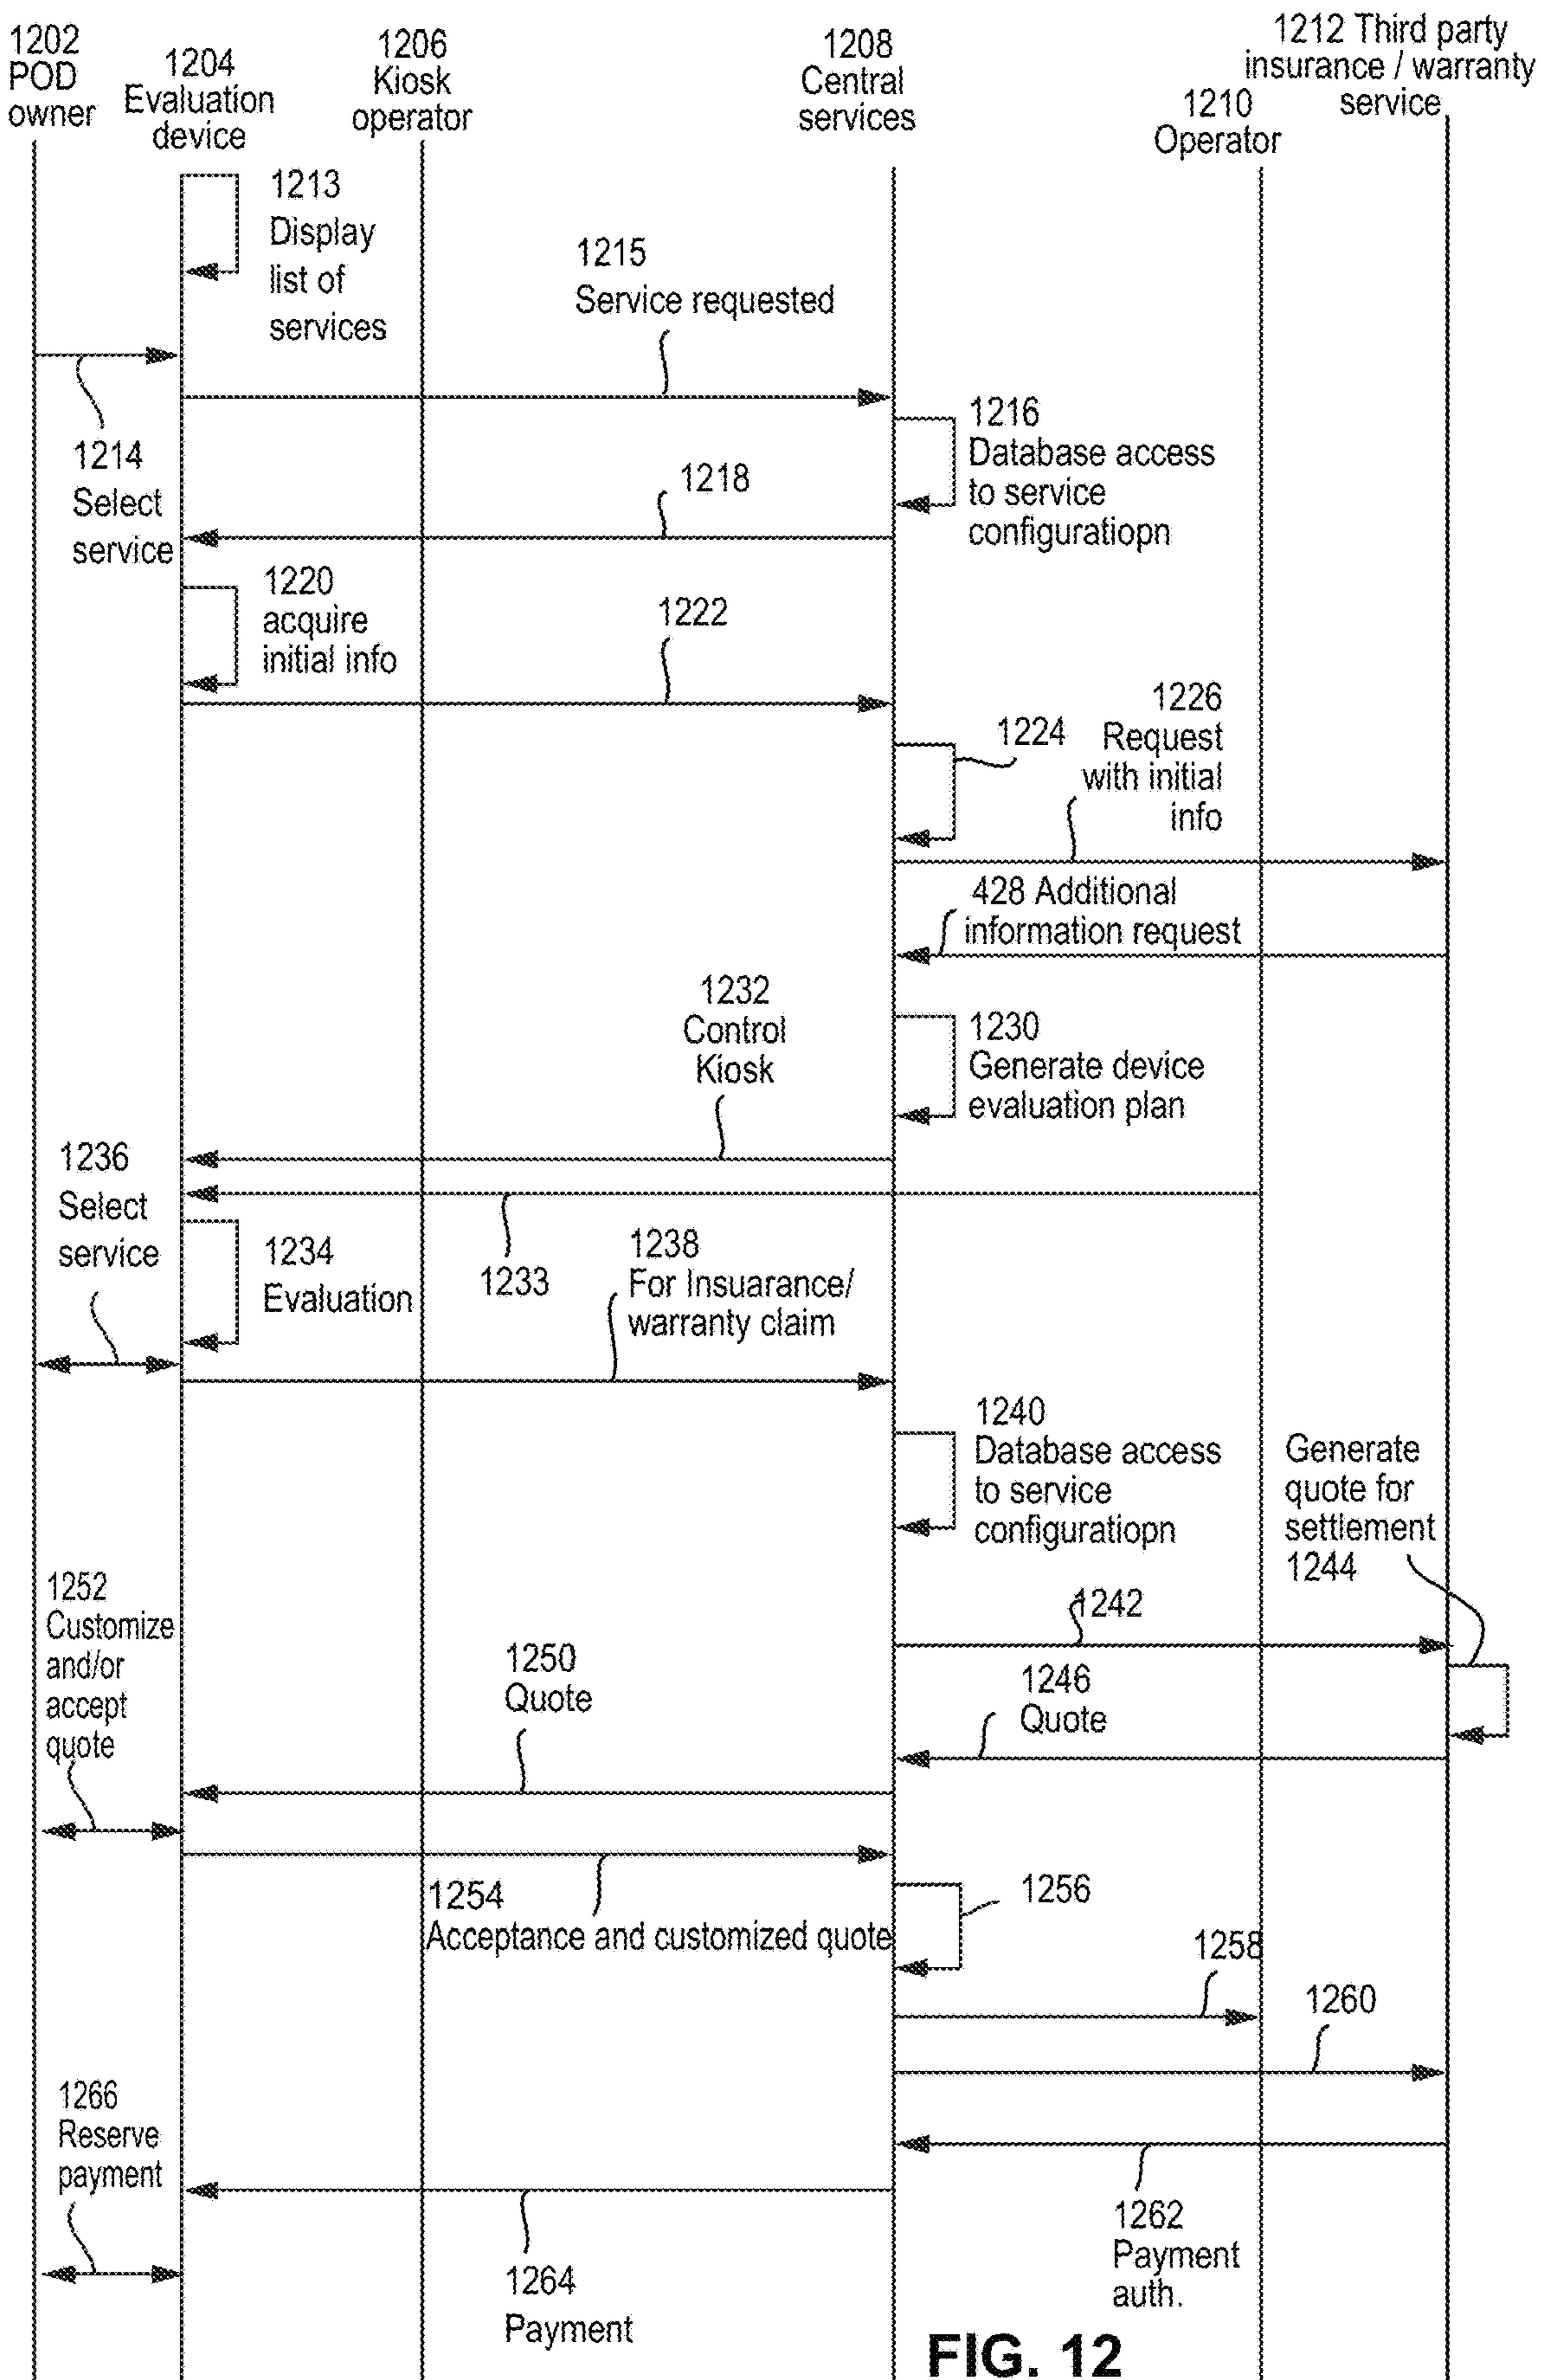 1202
POD
owner
1204
Evaluation
device
1206
Kiosk
operator
1208
Central
services
1210
Operator
1212 Third party
insurance / warranty
service
1213
Display
list of
services
1215
Service requested
1214
Select
service
1216
Database access
to service
configuratiopn
1218
1220
acquire
initial info
1222
1224
1226
Request
with initial
info
428 Additional
information request
1232
Control
Kiosk
1230
Generate device
evaluation plan
1236
Select
service
1234
Evaluation
1233
1238
For Insuarance/
warranty claim
1240
Database access
to service
configuratiopn
Generate
quote for
settlement
1244
1252
Customize
and/or
accept
quote
1242
1250
Quote
1246
Quote
1254
Acceptance and customized quote
1256
1258
1260
1266
Reserve
payment
1262
Payment
auth.
1264
Payment
FIG. 12